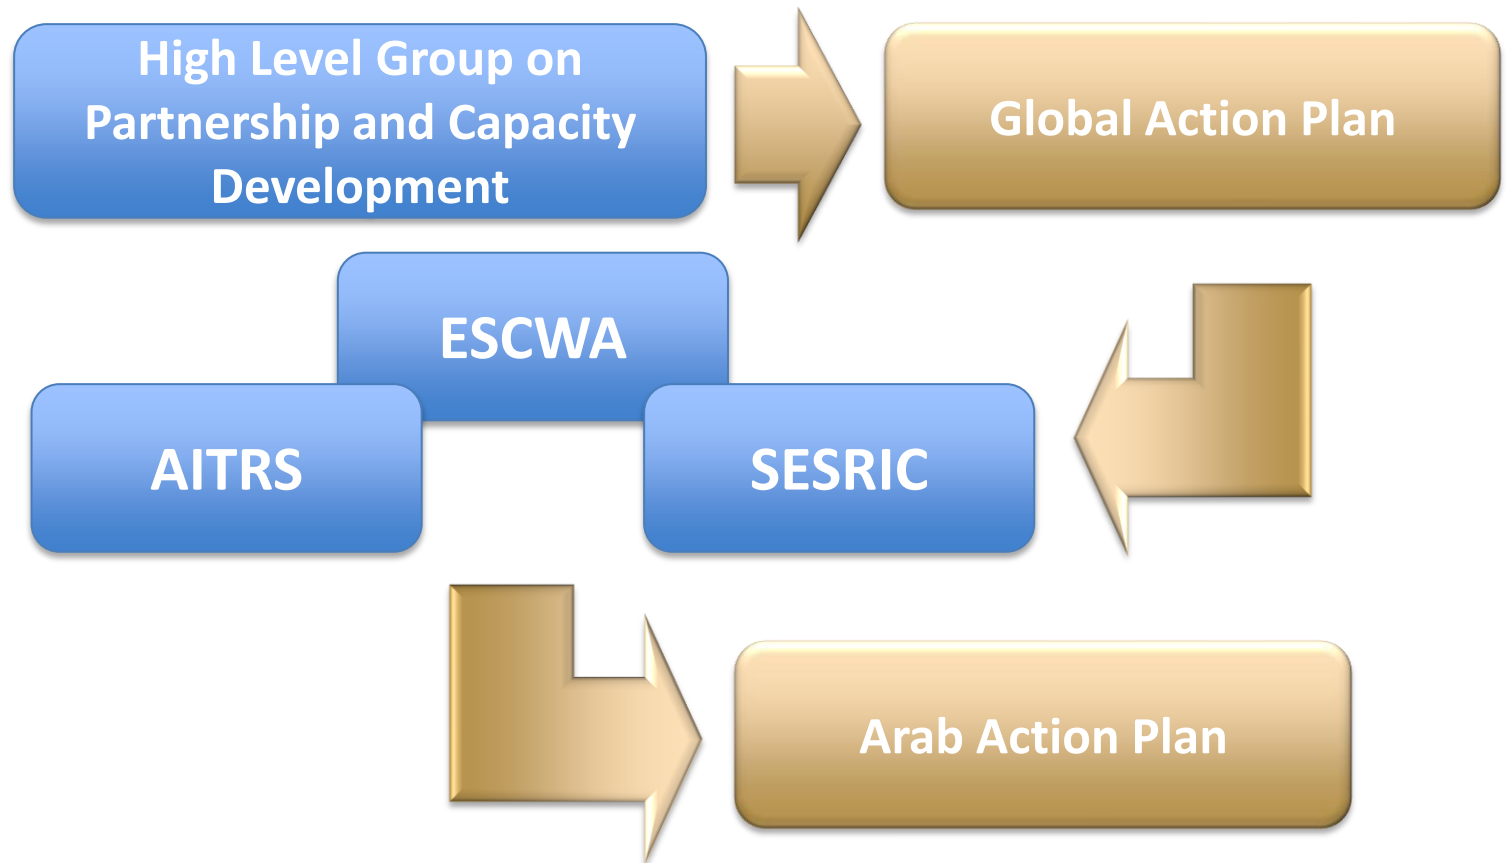 High Level Group on
Partnership and Capacity
Development
Global Action Plan
ESCWA
AITRS
SESRIC
Arab Action Plan